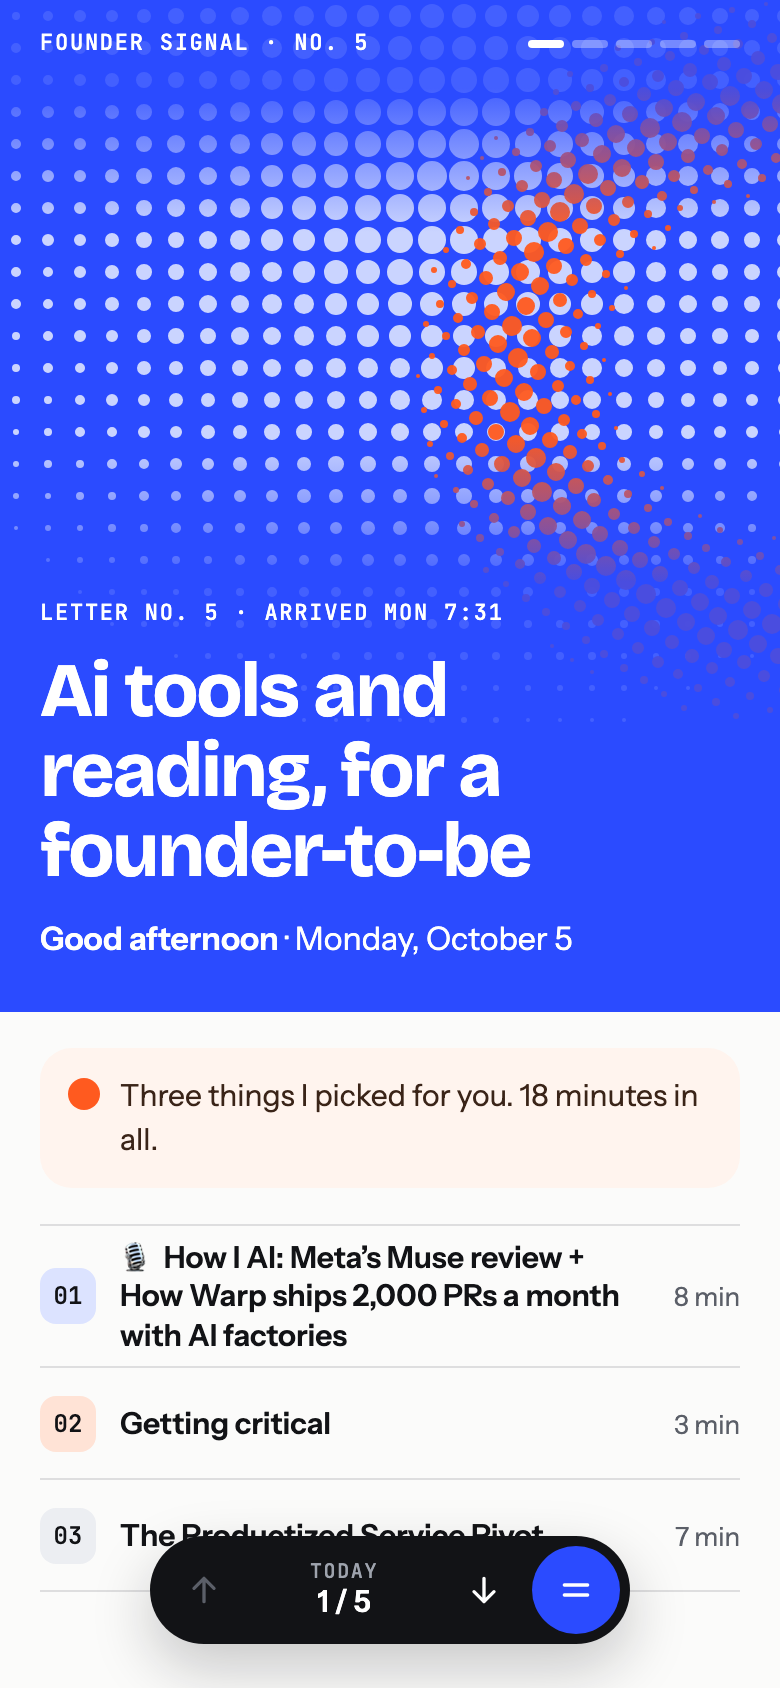 FOUNDER SIGNAL · NO. 5
LETTER NO. 5 · ARRIVED MON 7:31
Ai tools and
reading, for a
founder-to-be
Good afternoon · Monday, October 5
Three things I picked for you. 18 minutes in
all.
01
🎙️ How I AI: Meta’s Muse review +
How Warp ships 2,000 PRs a month
with AI factories
8 min
02
Getting critical
3 min
03
The Productized Service Pivot
7 min
TODAY
1 / 5